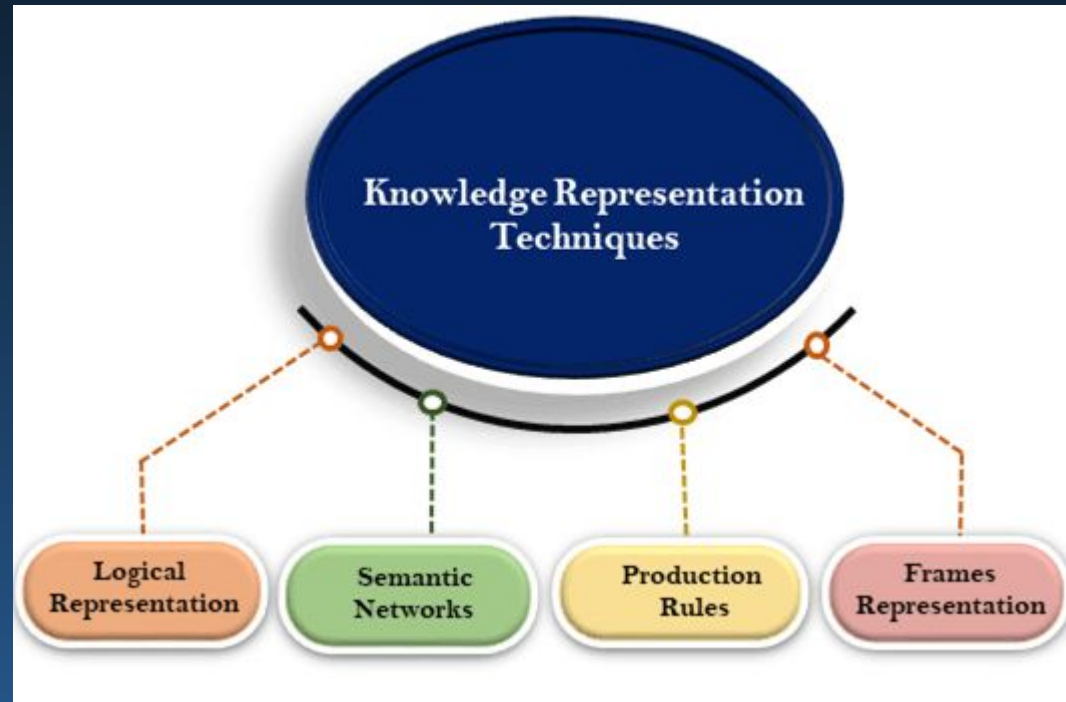 Knowledge Representation
Techniques
Logical
Representation
Semantic
Networks
Production
Rules
Frames
Representation